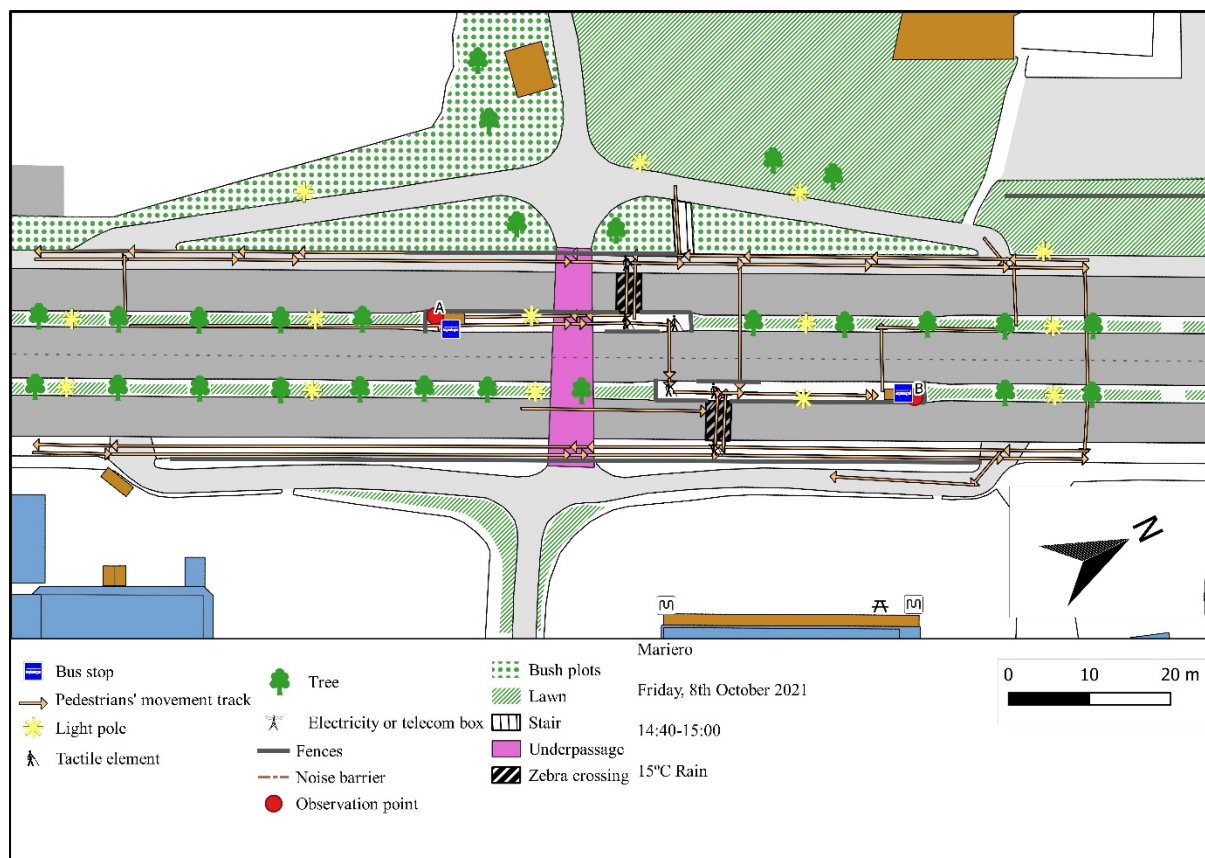 A
B
N
Bus stop
Pedestrians' movement track
Light pole
Tactile element
Tree
Electricity or telecom box
Fences
Noise barrier
Observation point
Bush plots
Lawn
Stair
Underpassage
Zebra crossing
Mariero
Friday, 8th October 2021
14:40-15:00
15°C Rain
0 10 20 m